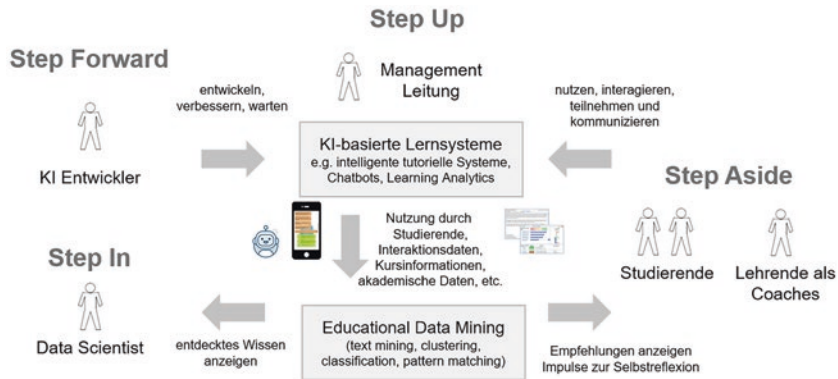 Step Up
Step Forward
Management
Leitung
entwickeln,
verbessern, warten
nutzen, interagieren,
teilnehmen und
kommunizieren
KI Entwickler
KI-basierte Lernsysteme
e.g. intelligente tutorielle Systeme,
Chatbots, Learning Analytics
Step Aside
Nutzung durch
Studierende,
Interaktionsdaten,
Kursinformationen,
akademische Daten, etc.
Studierende
Lehrende als
Coaches
Step In
Data Scientist
entdecktes Wissen
anzeigen
Educational Data Mining
(text mining, clustering,
classification, pattern matching)
Empfehlungen anzeigen
Impulse zur Selbstreflexion